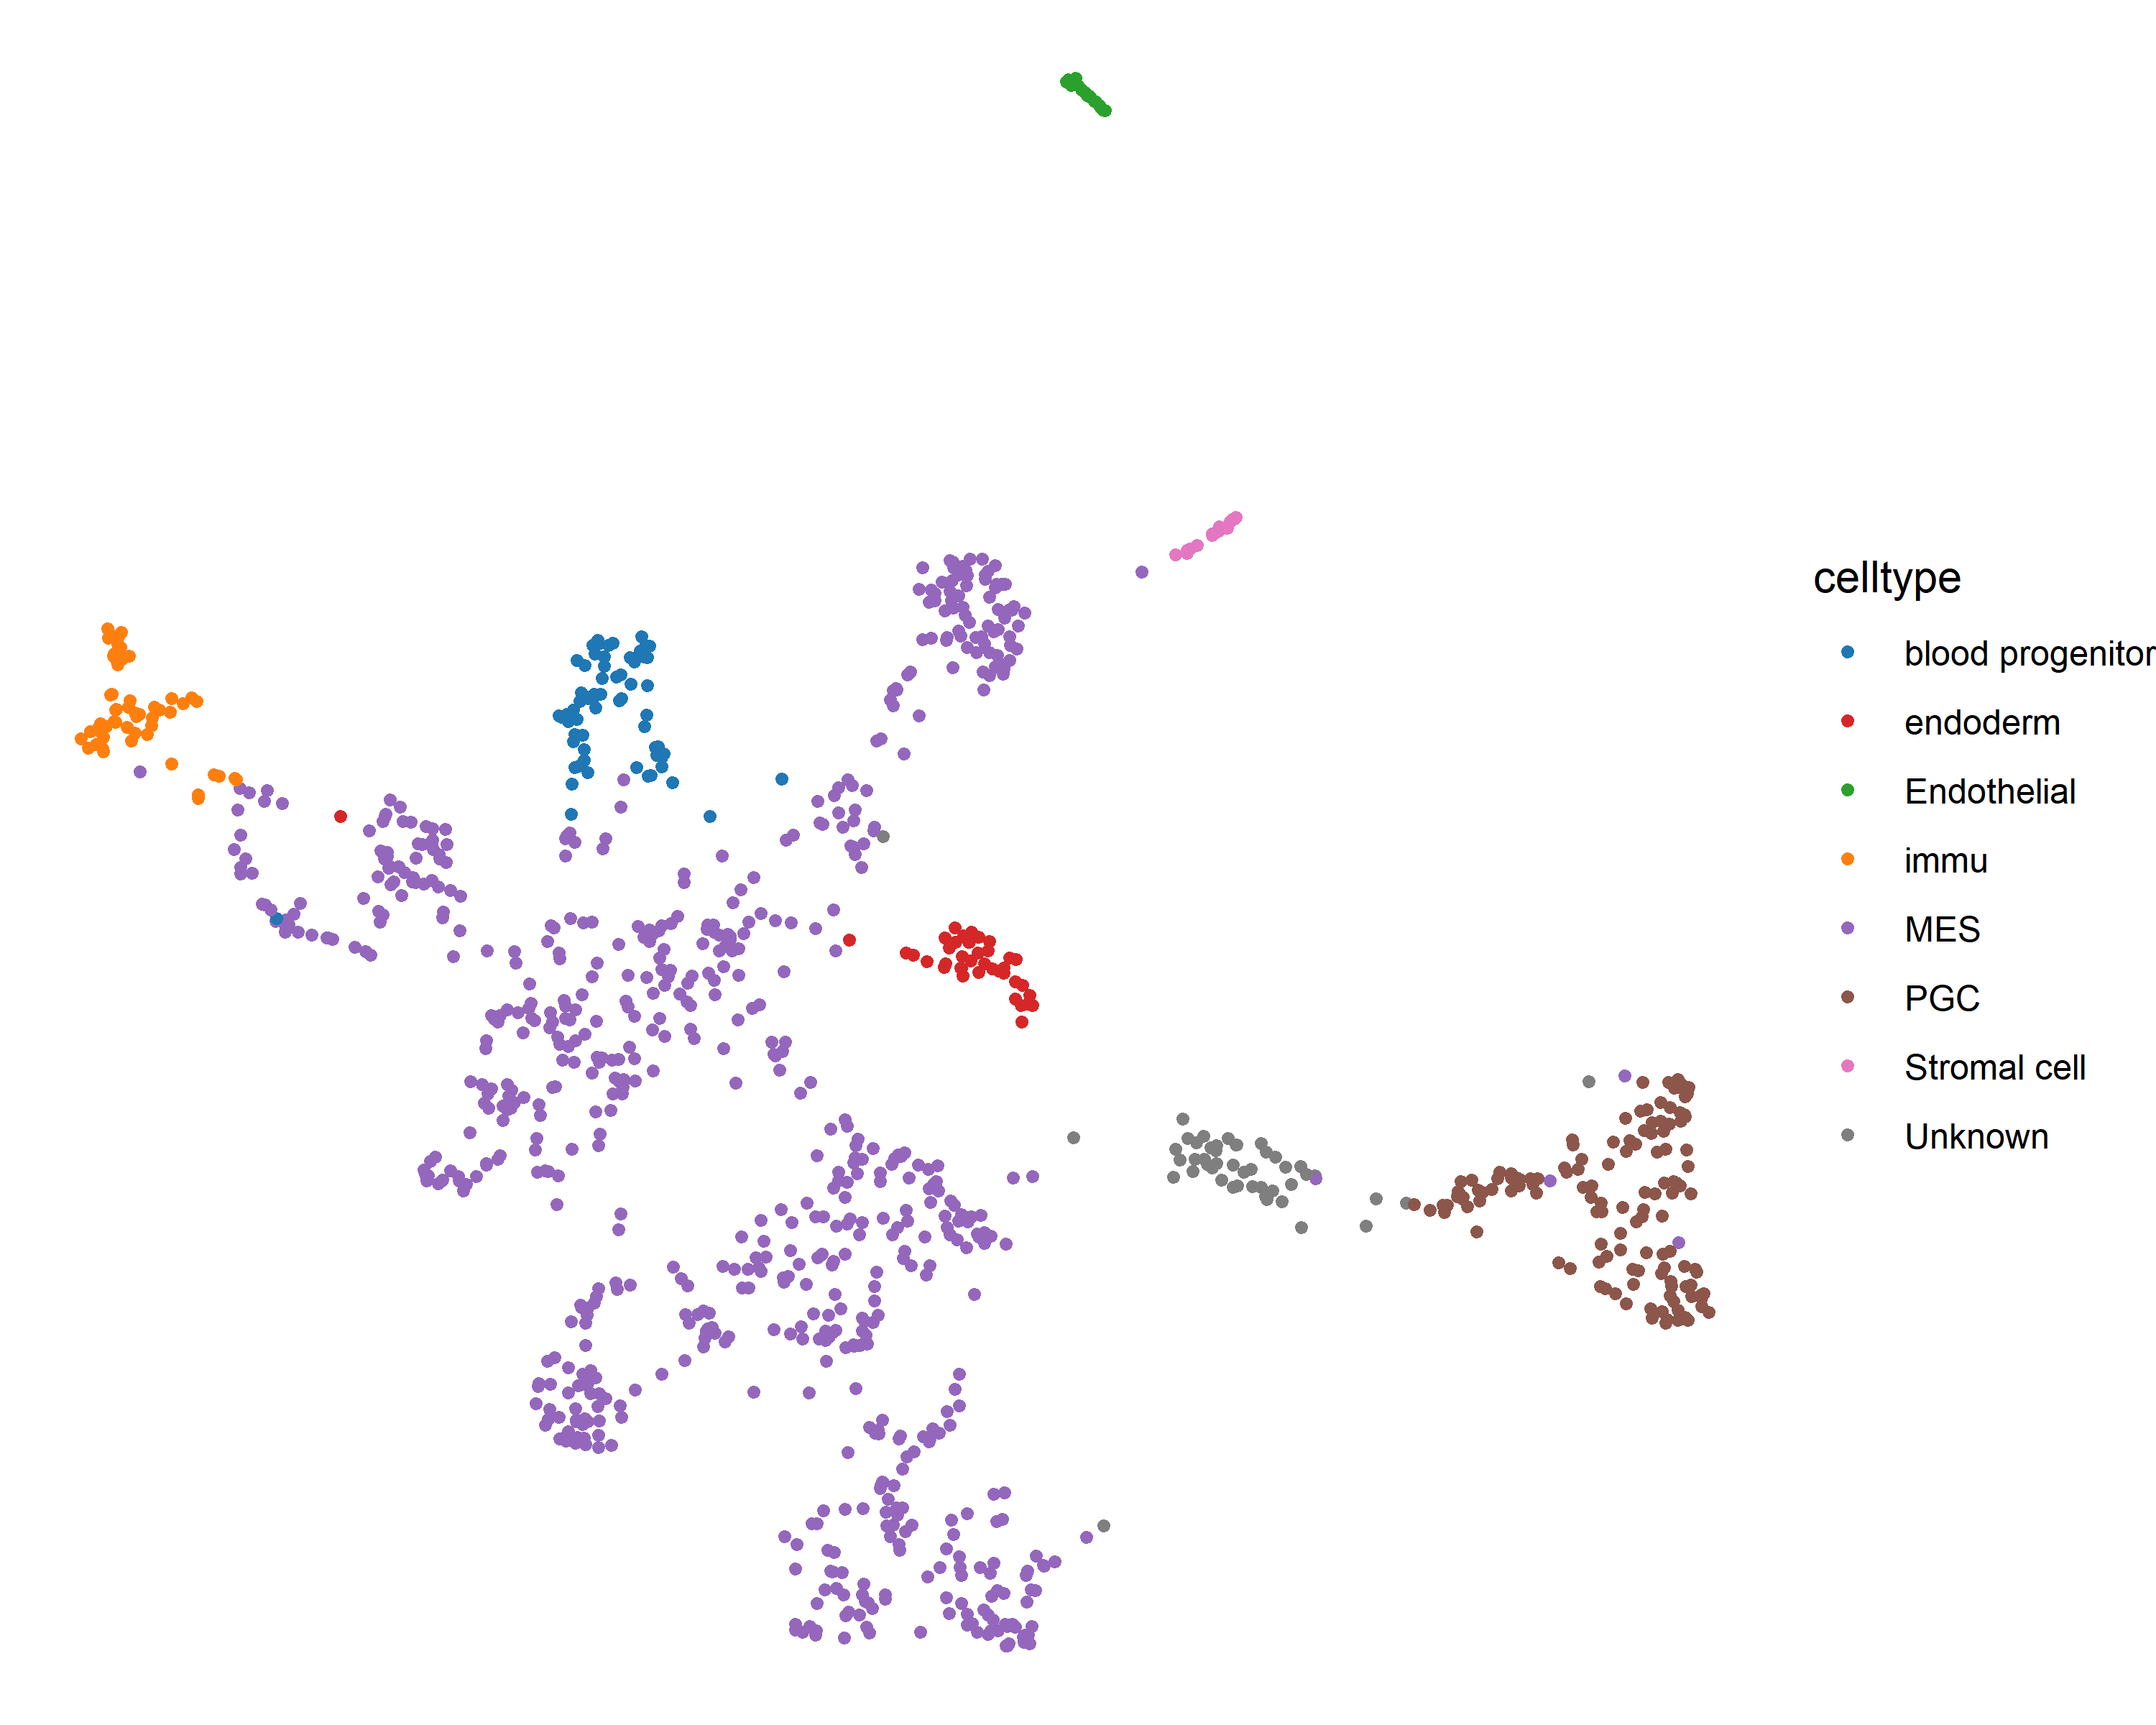 celltype
blood progenitor
endoderm
Endothelial
immu
MES
PGC
Stromal cell
Unknown